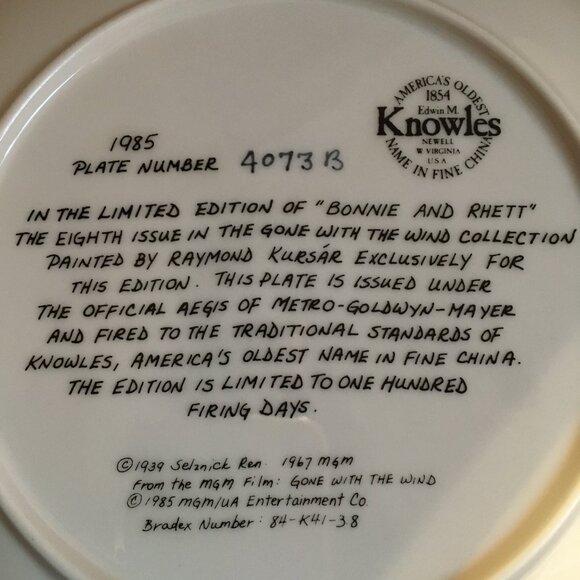 AMERICA'S OLDEST
1854
Edwin M.
Knowles
NEWELL
W VIRGINIA
U S A
NAME IN FINE CHINA
1985
PLATE NUMBER 4073B
IN THE LIMITED EDITION OF "BONNIE AND RHETT"
THE EIGHTH ISSUE IN THE GONE WITH THE WIND COLLECTION
PAINTED BY RAYMOND KURSÁR EXCLUSIVELY FOR
THIS EDITION. THIS PLATE IS ISSUED UNDER
THE OFFICIAL AEGIS OF METRO-GOLDWYN-MAYER
AND FIRED TO THE TRADITIONAL STANDARDS OF
KNOWLES, AMERICA'S OLDEST NAME IN FINE CHINA.
THE EDITION IS LIMITED TO ONE HUNDRED
FIRING DAYS.
©1939 Selznick Ren. 1967 MGM
From the MGM Film: GONE WITH THE WIND
©1985 MGM/UA Entertainment Co.
Bradex Number: 84-K41-3.8